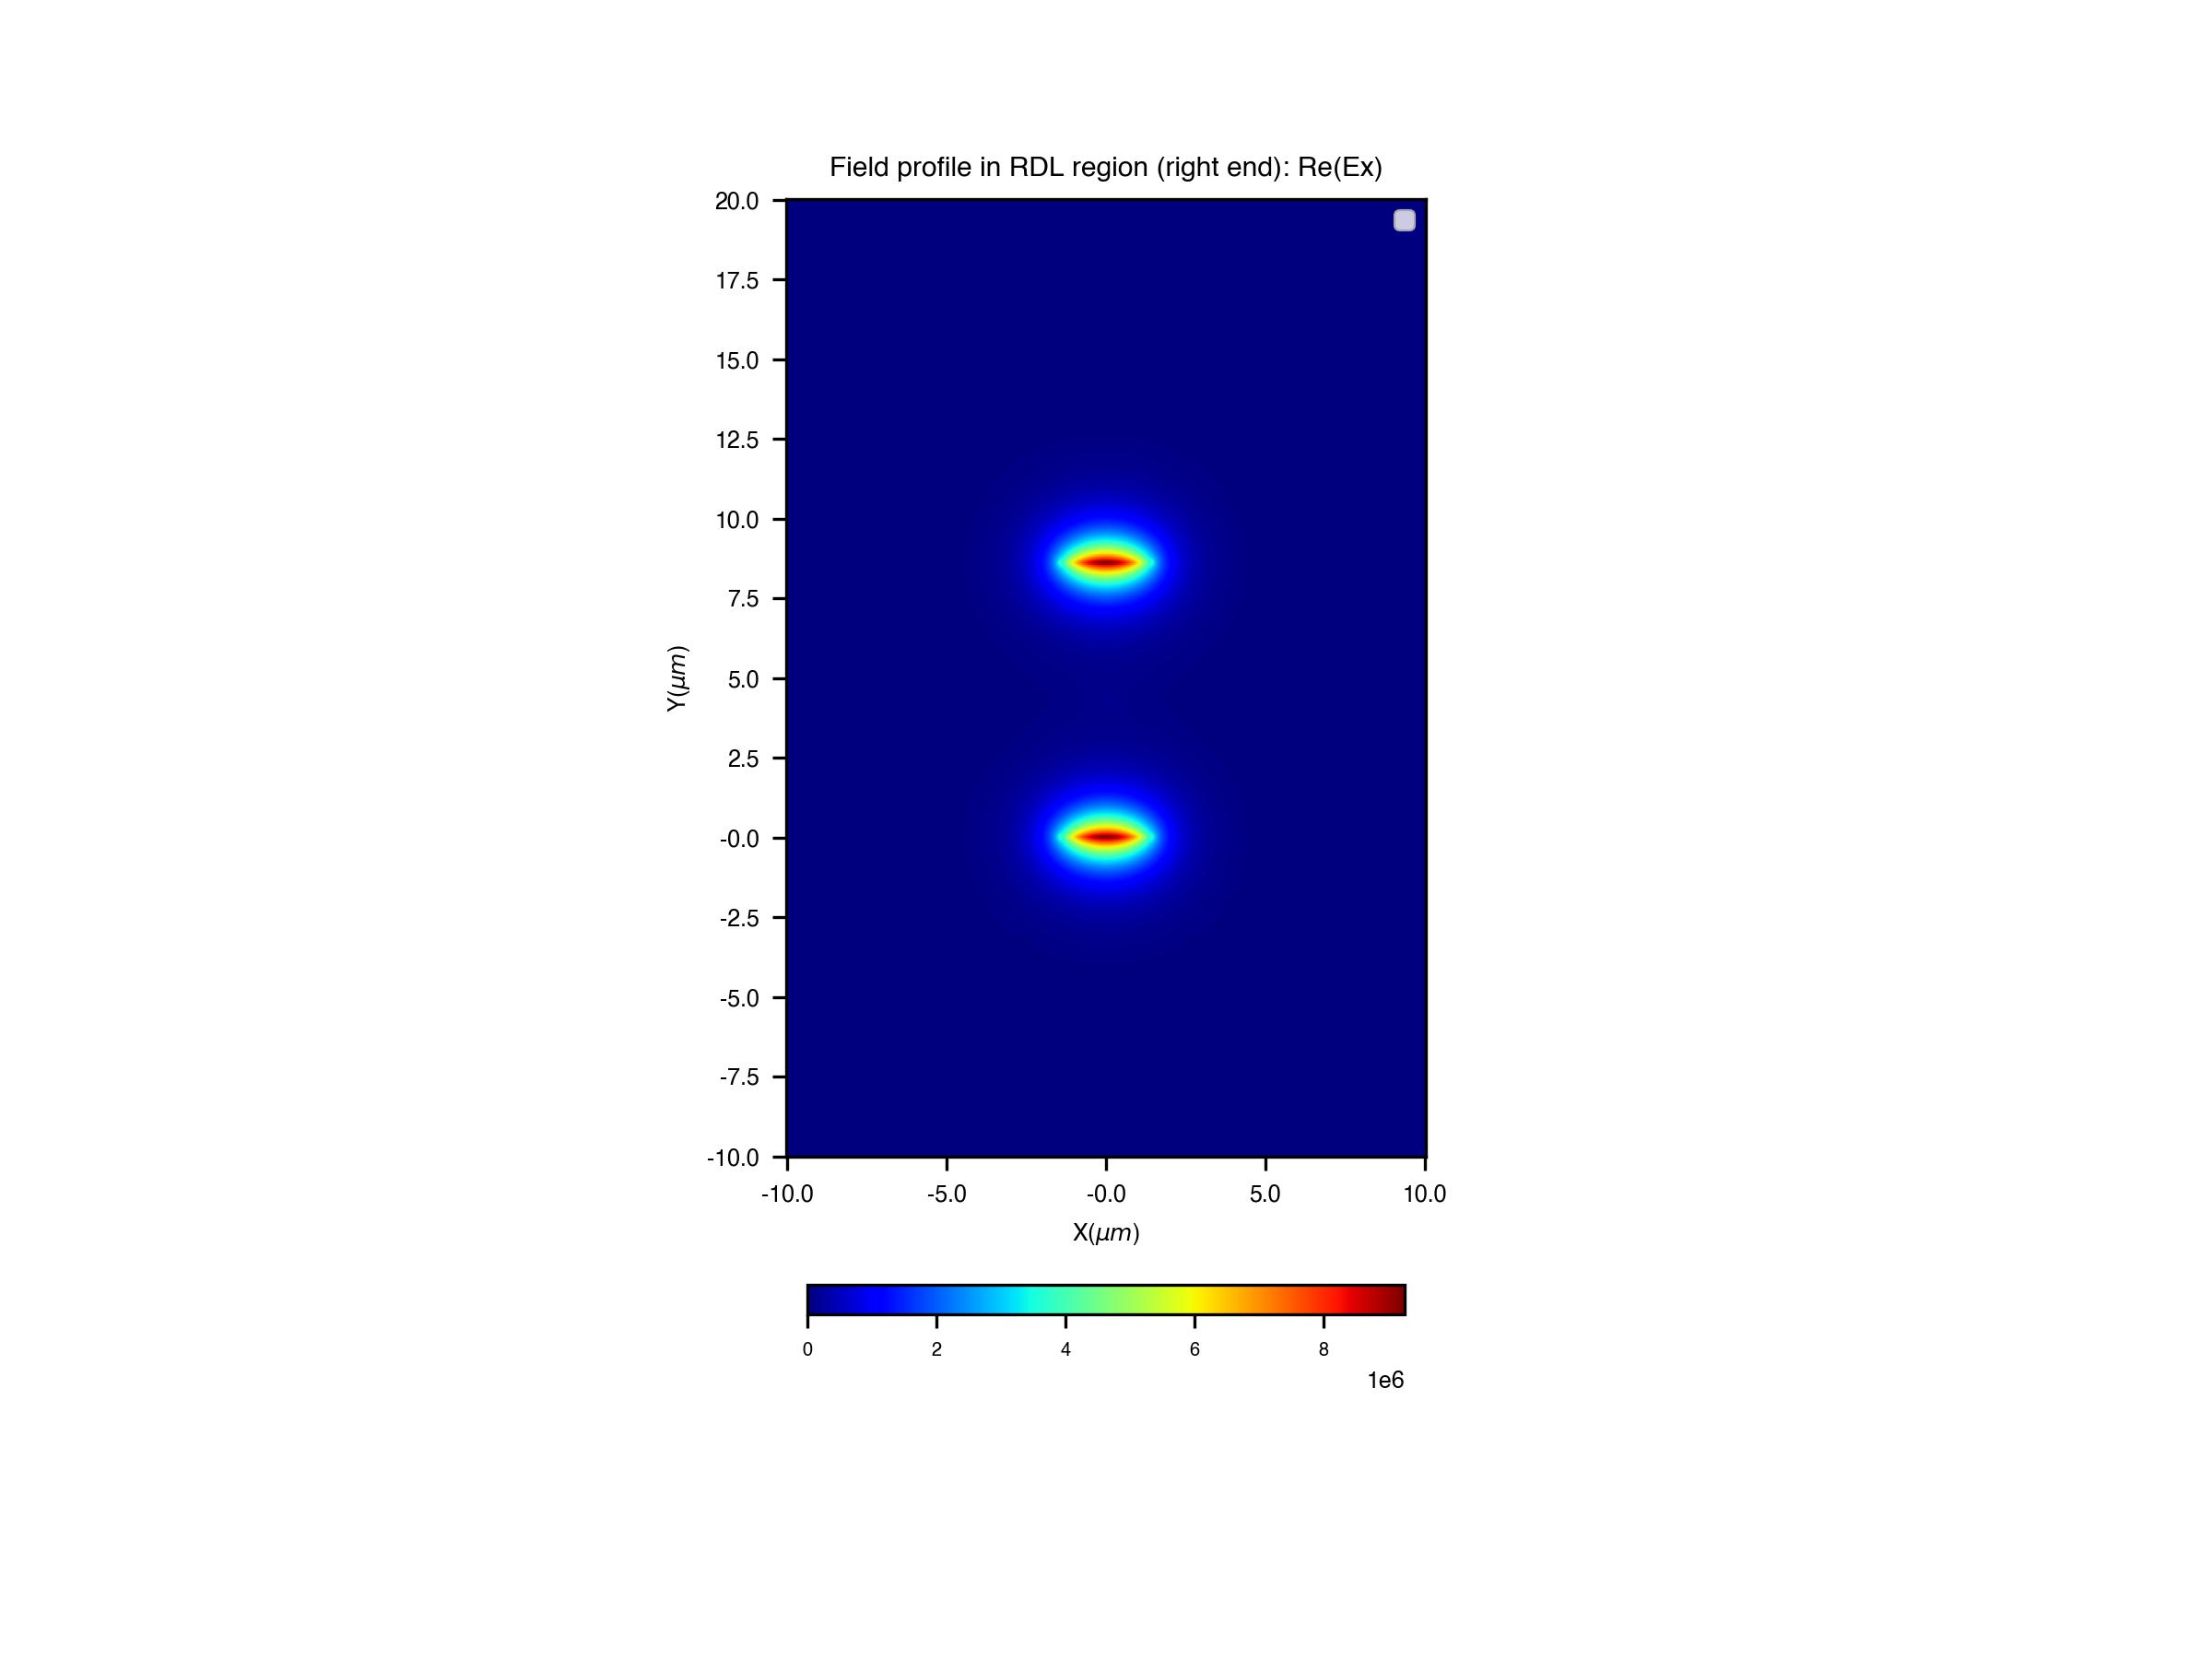 Field profile in RDL region (right end): Re(Ex)
20.0
17.5
15.0
12.5
10.0
7.5
5.0
2.5
-0.0
-2.5
-5.0
-7.5
-10.0
Y(μm)
-10.0 -5.0 -0.0 5.0 10.0
X(μm)
0 2 4 6 8
1e6